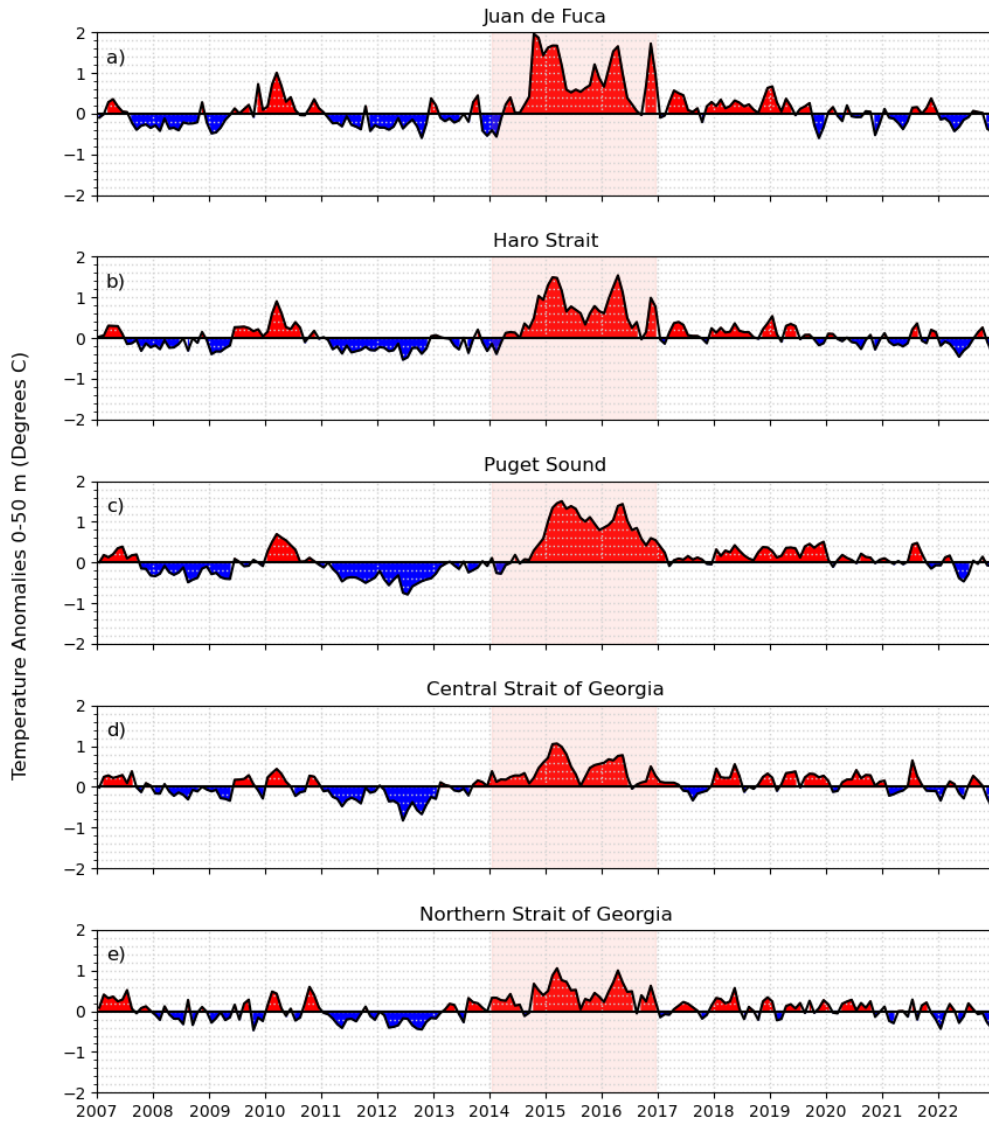 Juan de Fuca
a)
2
1
0
−1
−2
Haro Strait
b)
2
1
0
−1
−2
Temperature Anomalies 0-50 m (Degrees C)
Puget Sound
c)
2
1
0
−1
−2
Central Strait of Georgia
d)
2
1
0
−1
−2
Northern Strait of Georgia
e)
2
1
0
−1
−2
2007 2008 2009 2010 2011 2012 2013 2014 2015 2016 2017 2018 2019 2020 2021 2022